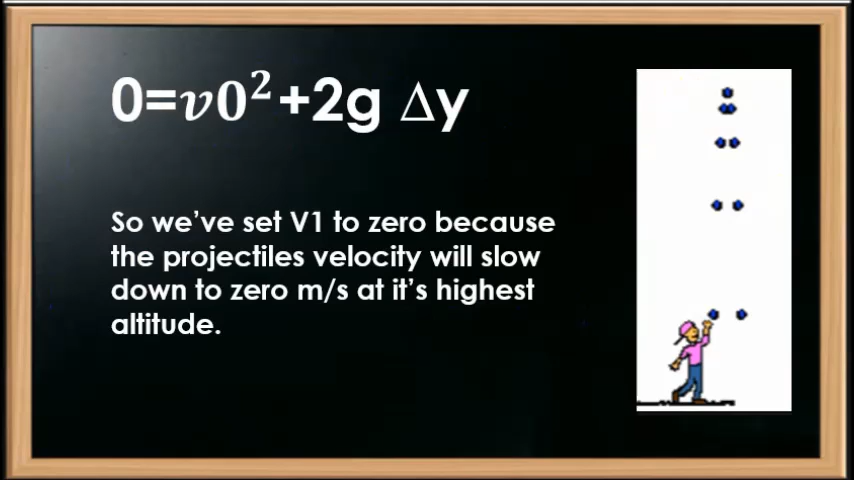 0=v0²+2g Δy
So we've set V1 to zero because
the projectiles velocity will slow
down to zero m/s at it's highest
altitude.